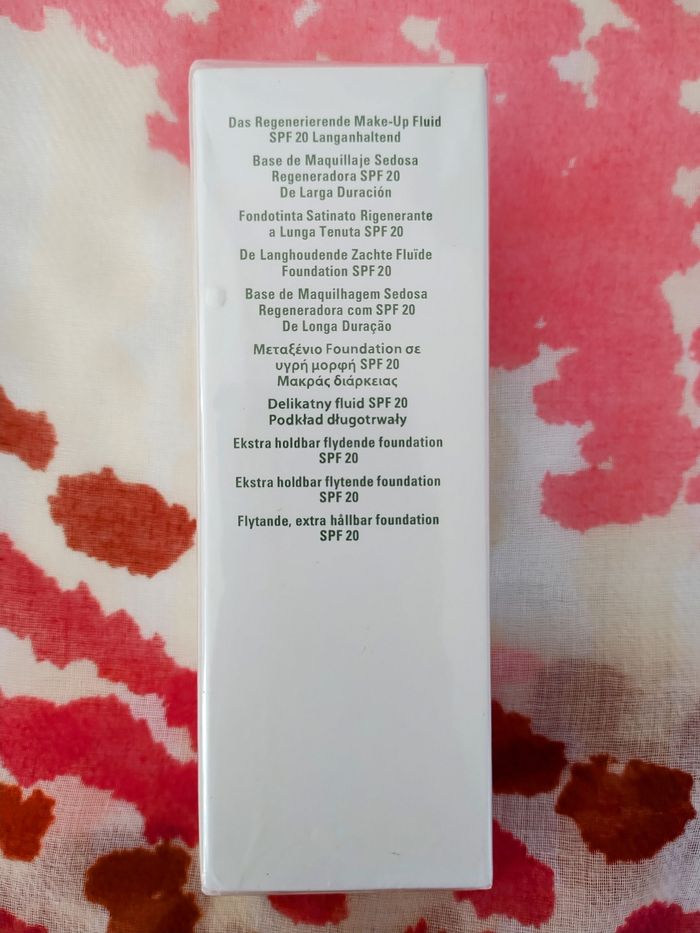 Das Regenerierende Make-Up Fluid
SPF 20 Langanhaltend
Base de Maquillaje Sedosa
Regeneradora SPF 20
De Larga Duración
Fondotinta Satinato Rigenerante
a Lunga Tenuta SPF 20
De Langhoudende Zachte Fluïde
Foundation SPF 20
Base de Maquilhagem Sedosa
Regeneradora com SPF 20
De Longa Duração
Μεταξένιο Foundation σε
υγρή μορφή SPF 20
Μακράς διάρκειας
Delikatny fluid SPF 20
Podkład długotrwały
Ekstra holdbar flydende foundation
SPF 20
Ekstra holdbar flytende foundation
SPF 20
Flytande, extra hållbar foundation
SPF 20